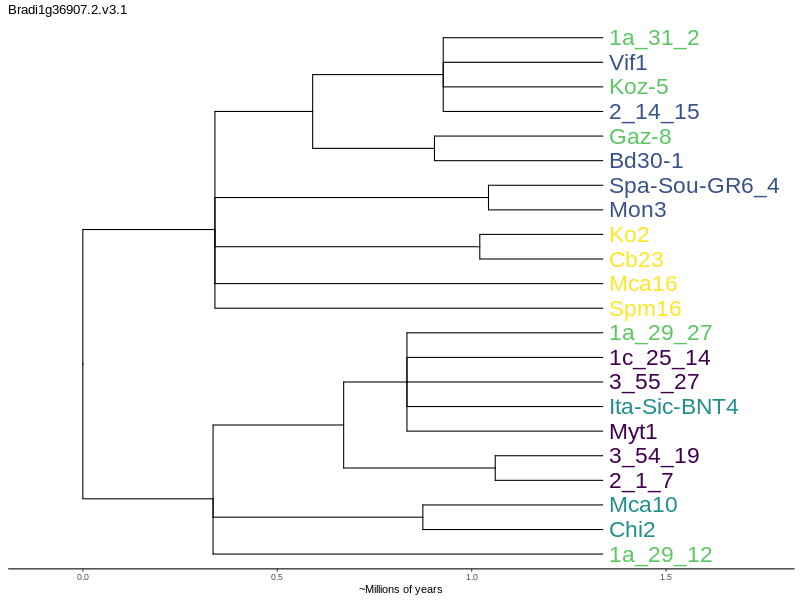 Bradi1g36907.2.v3.1
1a_31_2
Vif1
Koz-5
2_14_15
Gaz-8
Bd30-1
Spa-Sou-GR6_4
Mon3
Ko2
Cb23
Mca16
Spm16
1a_29_27
1c_25_14
3_55_27
Ita-Sic-BNT4
Myt1
3_54_19
2_1_7
Mca10
Chi2
1a_29_12
0.0 0.5 1.0 1.5
~Millions of years